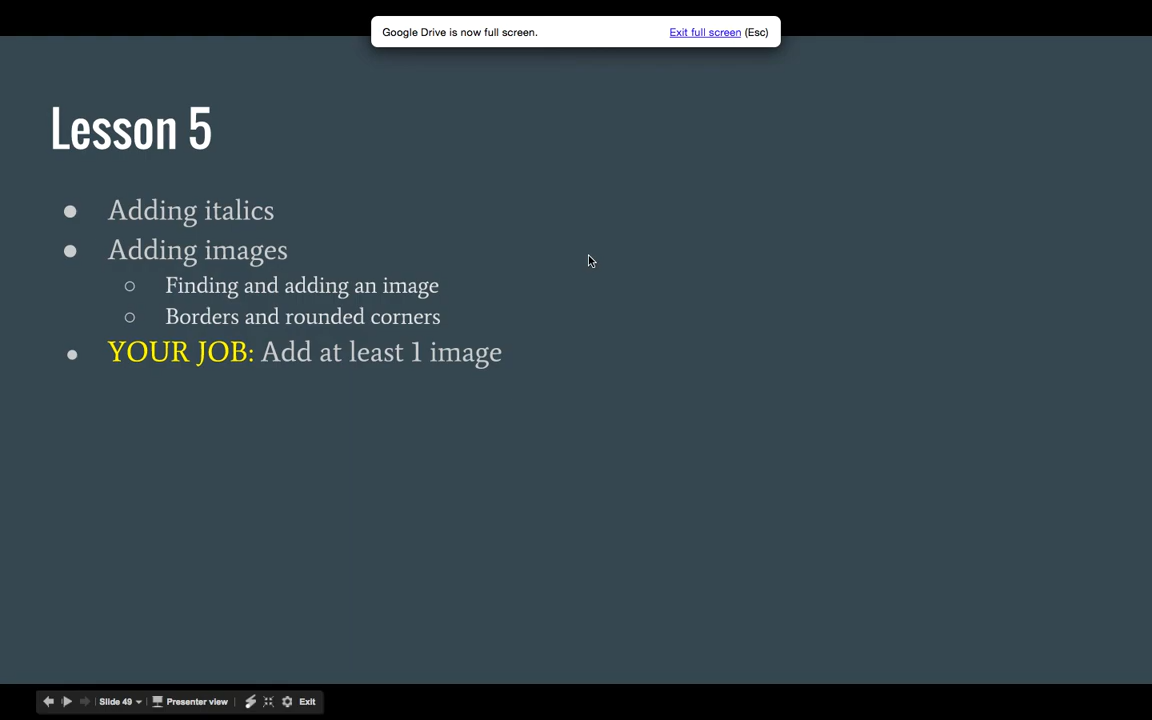 Google Drive is now full screen. Exit full screen (Esc)
Lesson 5
● Adding italics
● Adding images
○ Finding and adding an image
○ Borders and rounded corners
● YOUR JOB: Add at least 1 image
Slide 49 Presenter view Exit